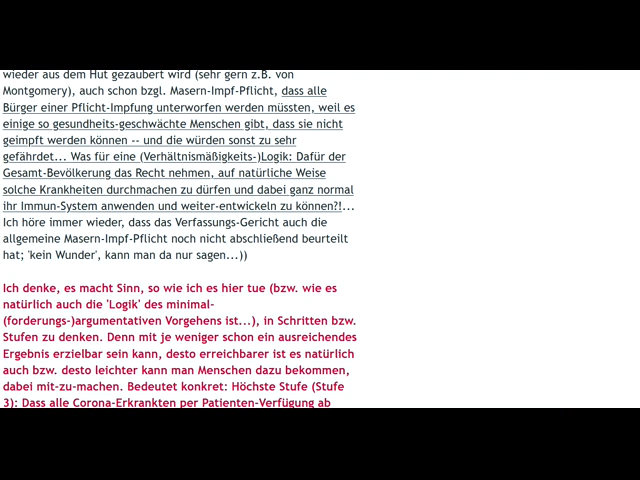 wieder aus dem Hut gezaubert wird (sehr gern z.B. von
Montgomery), auch schon bzgl. Masern-Impf-Pflicht, dass alle
Bürger einer Pflicht-Impfung unterworfen werden müssten, weil es
einige so gesundheits-geschwächte Menschen gibt, dass sie nicht
geimpft werden können -- und die würden sonst zu sehr
gefährdet... Was für eine (Verhältnismäßigkeits-)Logik: Dafür der
Gesamt-Bevölkerung das Recht nehmen, auf natürliche Weise
solche Krankheiten durchmachen zu dürfen und dabei ganz normal
ihr Immun-System anwenden und weiter-entwickeln zu können?!...
Ich höre immer wieder, dass das Verfassungs-Gericht auch die
allgemeine Masern-Impf-Pflicht noch nicht abschließend beurteilt
hat; 'kein Wunder', kann man da nur sagen...))
Ich denke, es macht Sinn, so wie ich es hier tue (bzw. wie es
natürlich auch die 'Logik' des minimal-
(forderungs-)argumentativen Vorgehens ist...), in Schritten bzw.
Stufen zu denken. Denn mit je weniger schon ein ausreichendes
Ergebnis erzielbar sein kann, desto erreichbarer ist es natürlich
auch bzw. desto leichter kann man Menschen dazu bekommen,
dabei mit-zu-machen. Bedeutet konkret: Höchste Stufe (Stufe
3): Dass alle Corona-Erkrankten per Patienten-Verfügung ab